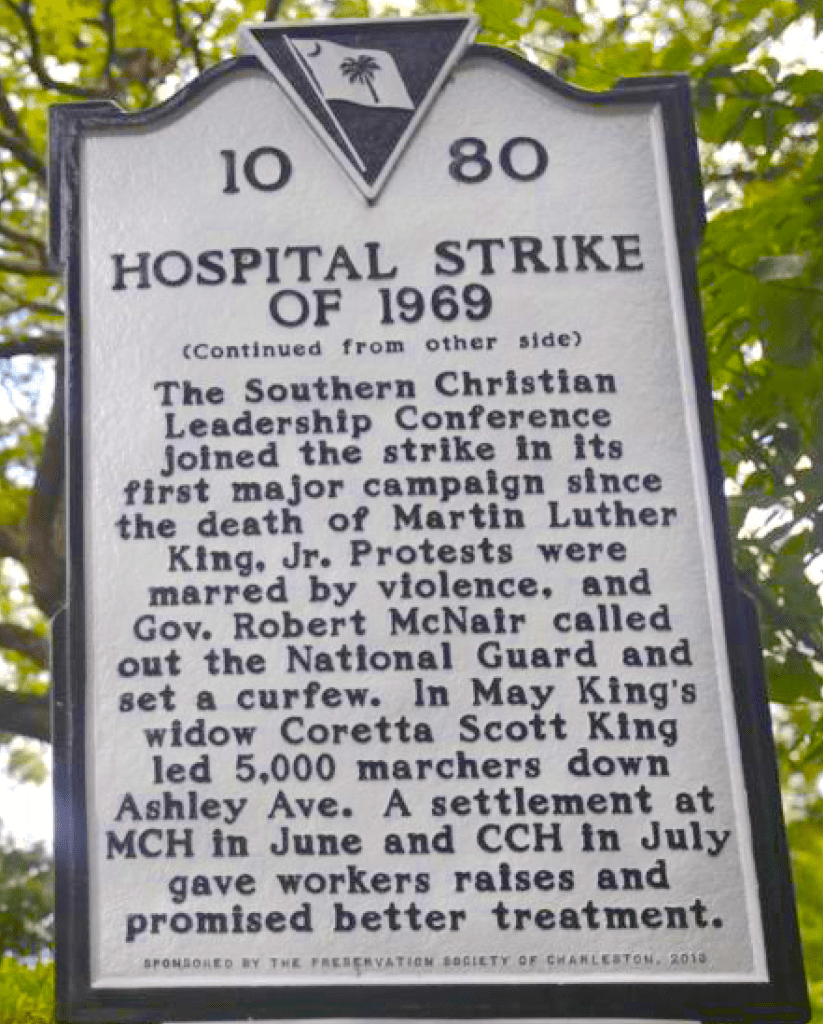 10 80
HOSPITAL STRIKE
OF 1969
(Continued from other side)
The Southern Christian
Leadership Conference
joined the strike in its
first major campaign since
the death of Martin Luther
King, Jr. Protests were
marred by violence, and
Gov. Robert McNair called
out the National Guard and
set a curfew. In May King's
widow Coretta Scott King
led 5,000 marchers down
Ashley Ave. A settlement at
MCH in June and CCH in July
gave workers raises and
promised better treatment.
SPONSORED BY THE PRESERVATION SOCIETY OF CHARLESTON, 2013